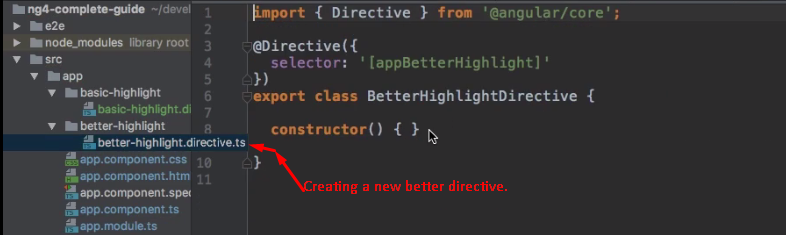 ng4-complete-guide ~/devel
e2e
node_modules library root
src
app
basic-highlight
basic-highlight.di
better-highlight
better-highlight.directive.ts
app.component.css
app.component.htm
app.component.spec
app.component.ts
app.module.ts
1 import { Directive } from '@angular/core';
2
3 @Directive({
4 selector: '[appBetterHighlight]'
5 })
6 export class BetterHighlightDirective {
7
8 constructor() { }
10 }
11
Creating a new better directive.